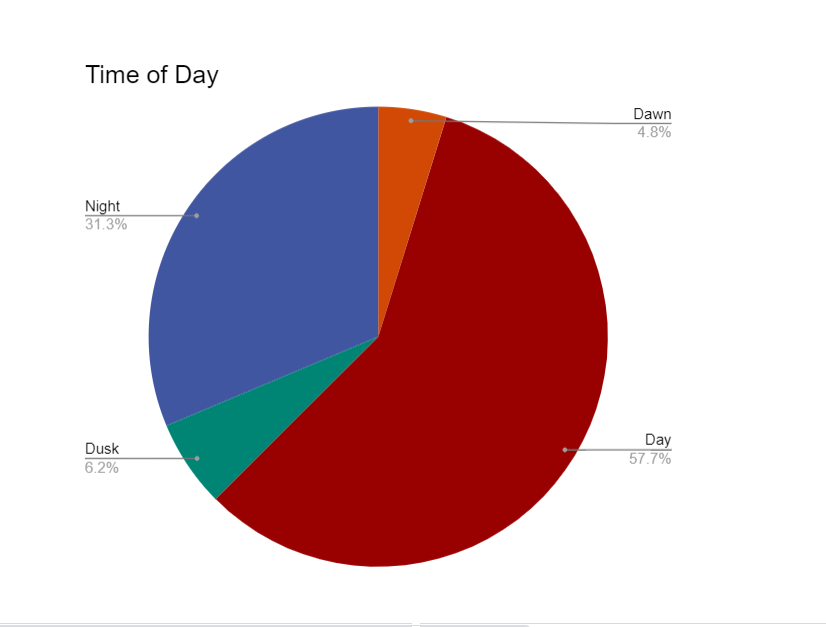 Time of Day
Dawn
4.8%
Night
31.3%
Day
57.7%
Dusk
6.2%